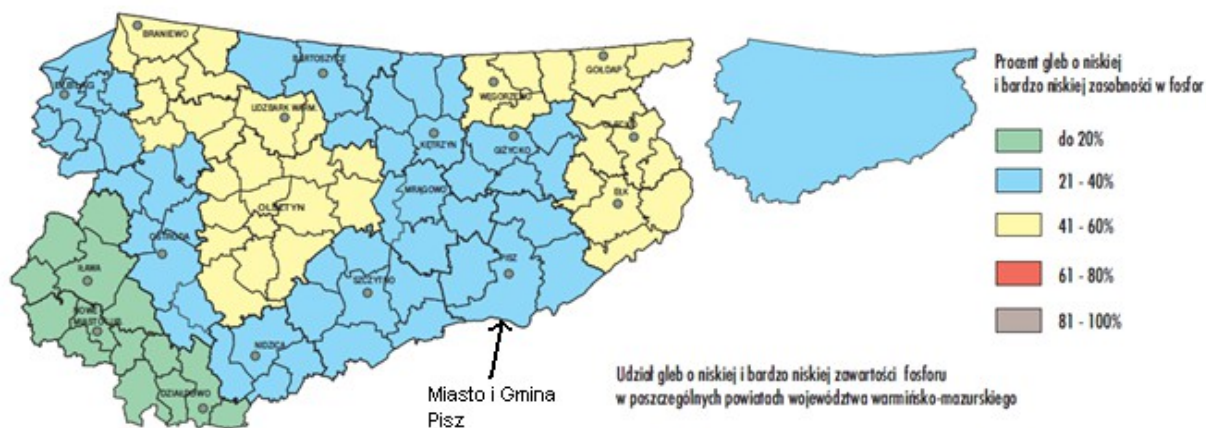 BRANIEWO
BARTOSZYCE
GOŁDAP
ELBLĄG
WĘGORZEWO
LIDZBARK WARM.
OLECKO
KĘTRZYN
GIŻYCKO
MRĄGOWO
EŁK
OLSZTYN
OSTRÓDA
PISZ
IŁAWA
SZCZYTNO
NOWE
MIASTO LUB.
NIDZICA
DZIAŁDOWO
Miasto i Gmina
Pisz
Procent gleb o niskiej
i bardzo niskiej zasobności w fosfor
do 20%
21 - 40%
41 - 60%
61 - 80%
81 - 100%
Udział gleb o niskiej i bardzo niskiej zawartości fosforu
w poszczególnych powiatach województwa warmińsko-mazurskiego